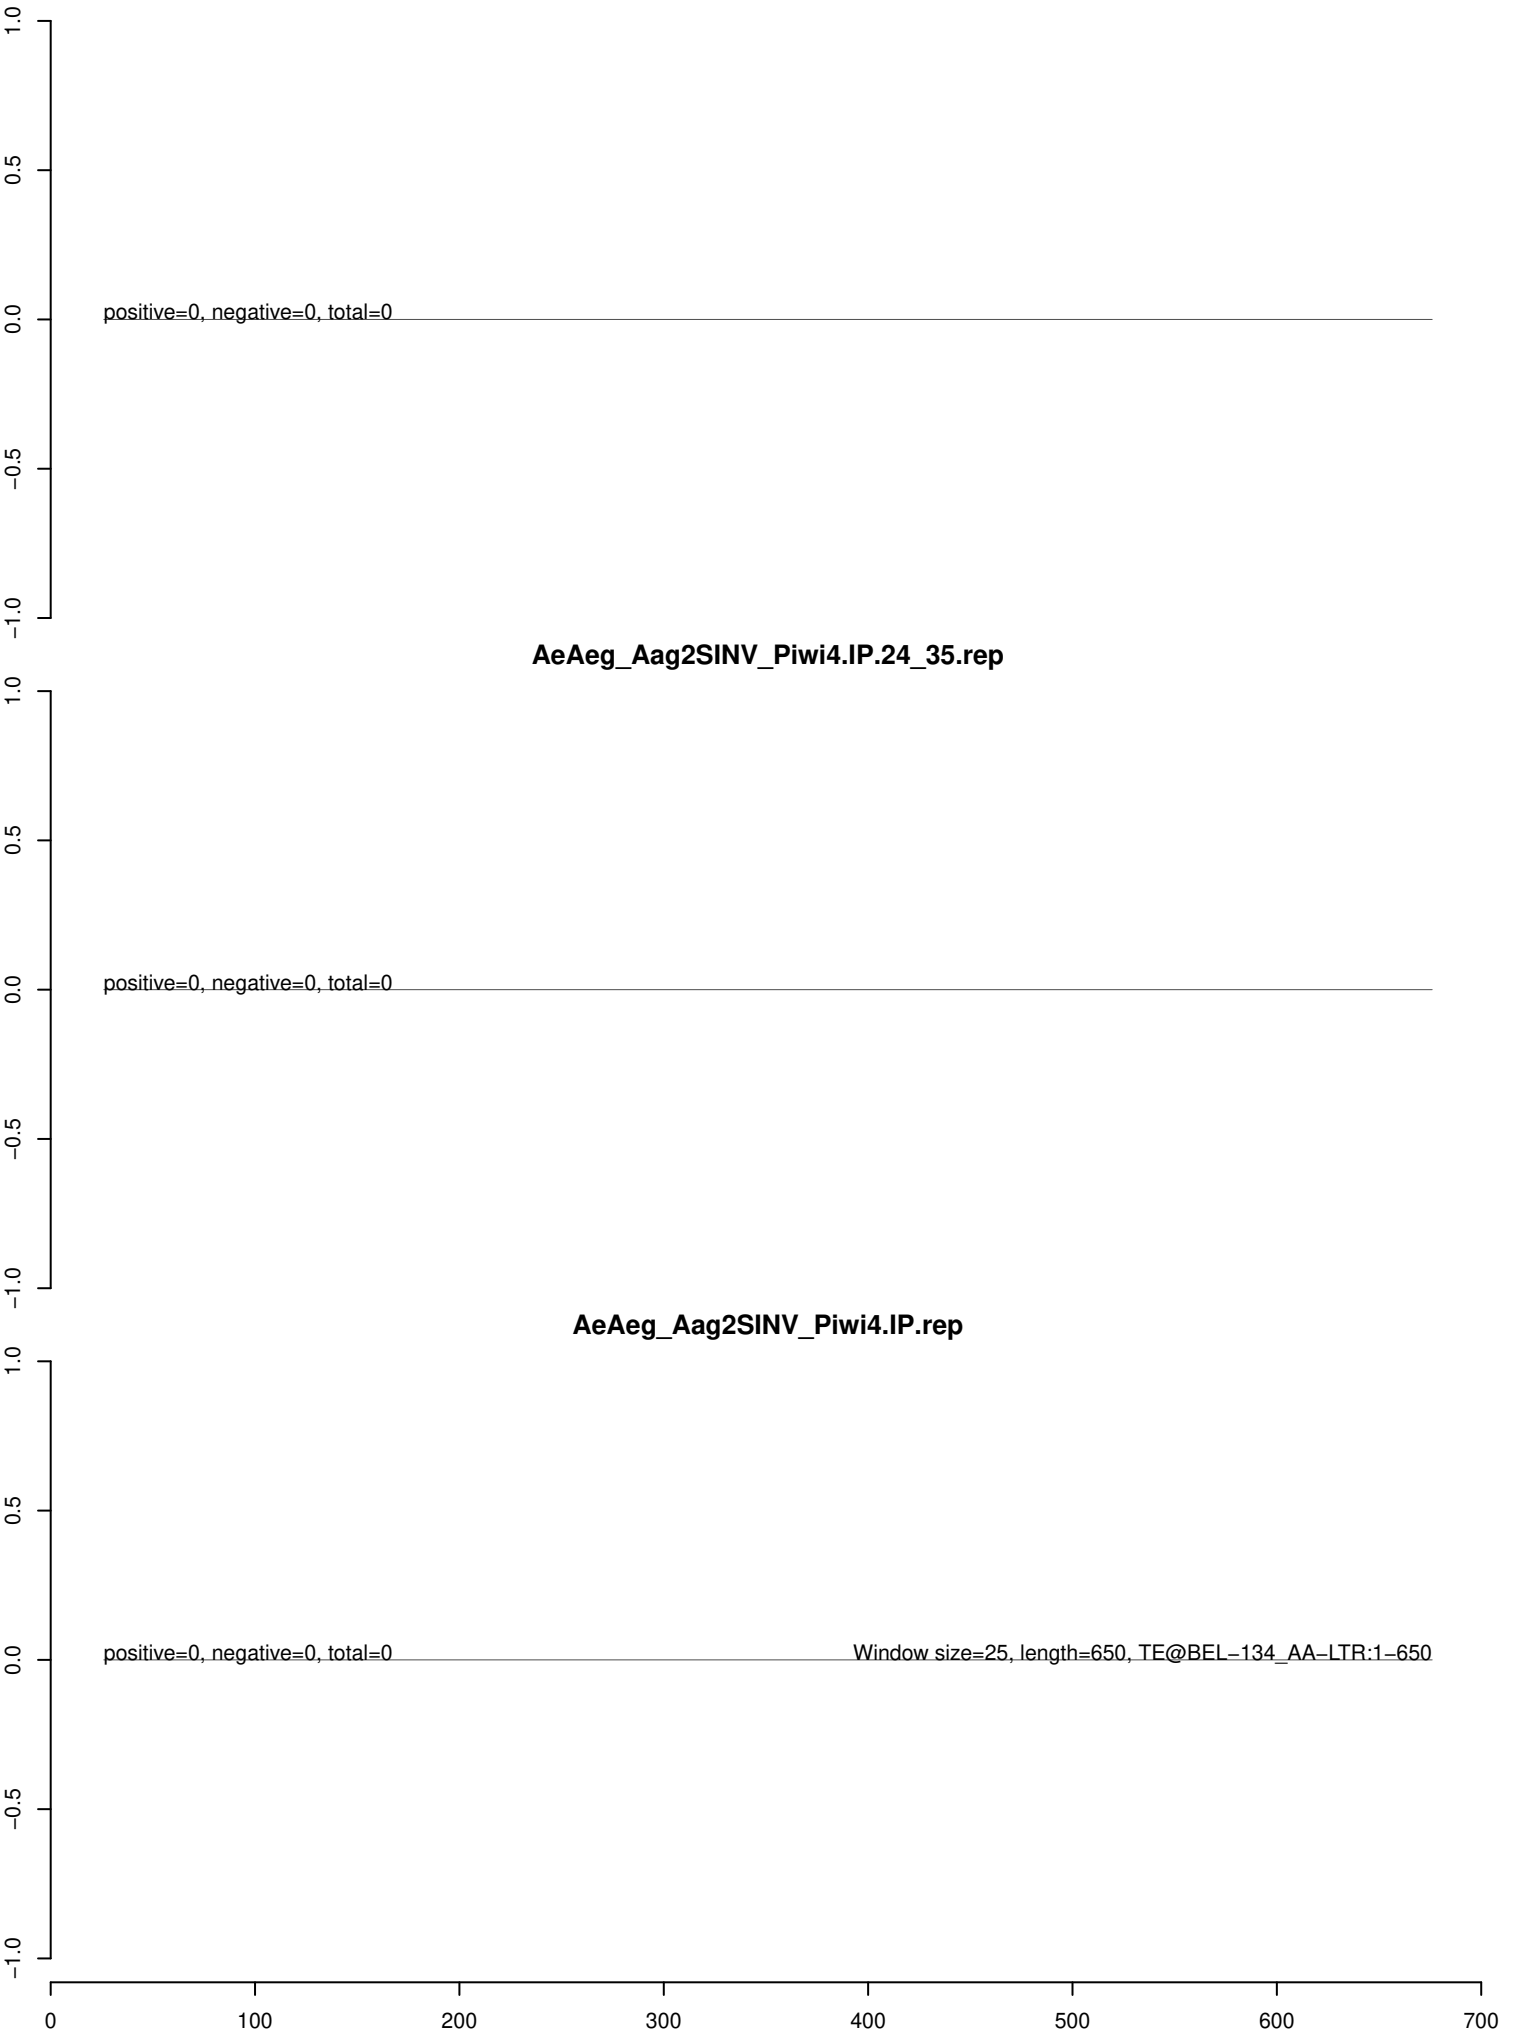 1.0
0.5
0.0
−0.5
−1.0
positive=0, negative=0, total=0
AeAeg_Aag2SINV_Piwi4.IP.24_35.rep
1.0
0.5
0.0
−0.5
−1.0
positive=0, negative=0, total=0
AeAeg_Aag2SINV_Piwi4.IP.rep
1.0
0.5
0.0
−0.5
−1.0
positive=0, negative=0, total=0
Window size=25, length=650, TE@BEL−134_AA−LTR:1−650
0 100 200 300 400 500 600 700